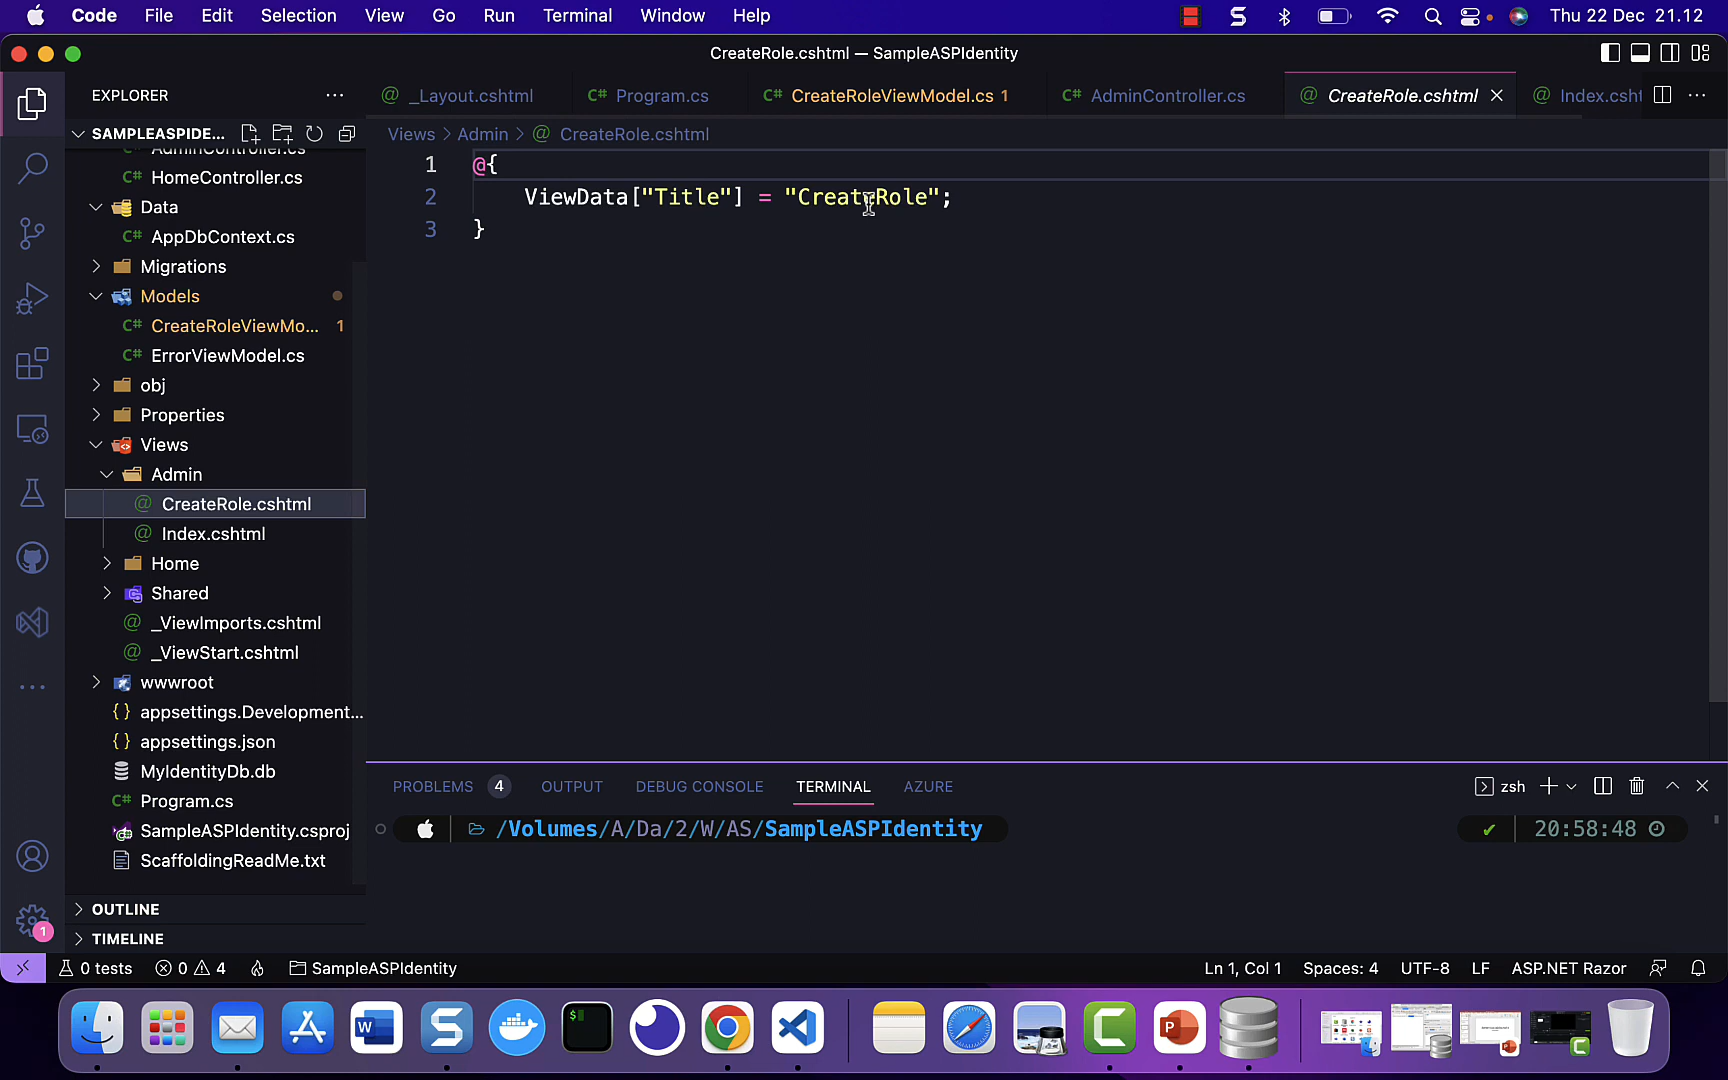 Code File Edit Selection View Go Run Terminal Window Help Thu 22 Dec 21.12
CreateRole.cshtml — SampleASPIdentity
EXPLORER
_Layout.cshtml Program.cs CreateRoleViewModel.cs 1 AdminController.cs CreateRole.cshtml Index.csht
SAMPLEASPIDE...
Views > Admin > CreateRole.cshtml
AdminController.cs
HomeController.cs
Data
AppDbContext.cs
Migrations
Models
CreateRoleViewMo... 1
ErrorViewModel.cs
obj
Properties
Views
Admin
CreateRole.cshtml
Index.cshtml
Home
Shared
_ViewImports.cshtml
_ViewStart.cshtml
wwwroot
appsettings.Development...
appsettings.json
MyIdentityDb.db
Program.cs
SampleASPIdentity.csproj
ScaffoldingReadMe.txt
OUTLINE
TIMELINE
1 @{
2 ViewData["Title"] = "CreateRole";
3 }
PROBLEMS 4 OUTPUT DEBUG CONSOLE TERMINAL AZURE zsh
/Volumes/A/Da/2/W/AS/SampleASPIdentity 20:58:48
1
0 tests 0 4 SampleASPIdentity Ln 1, Col 1 Spaces: 4 UTF-8 LF ASP.NET Razor